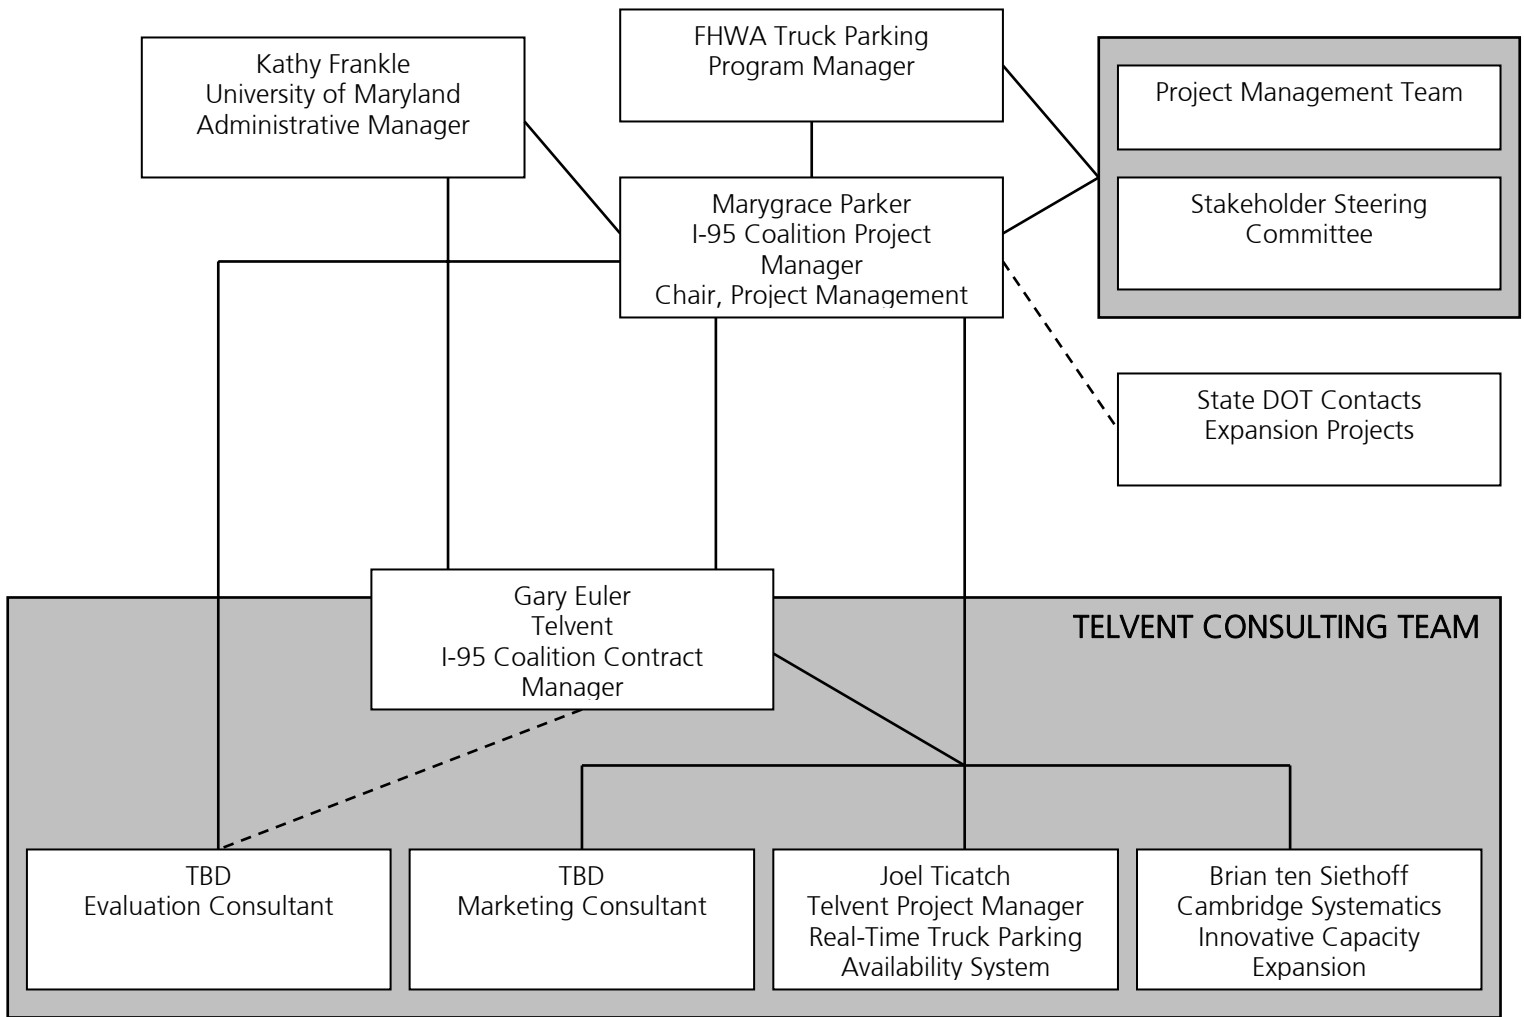 Kathy Frankle
University of Maryland
Administrative Manager
FHWA Truck Parking
Program Manager
Project Management Team
Stakeholder Steering
Committee
Marygrace Parker
I-95 Coalition Project
Manager
Chair, Project Management
State DOT Contacts
Expansion Projects
Gary Euler
Telvent
I-95 Coalition Contract
Manager
TELVENT CONSULTING TEAM
TBD
Evaluation Consultant
TBD
Marketing Consultant
Joel Ticatch
Telvent Project Manager
Real-Time Truck Parking
Availability System
Brian ten Siethoff
Cambridge Systematics
Innovative Capacity
Expansion